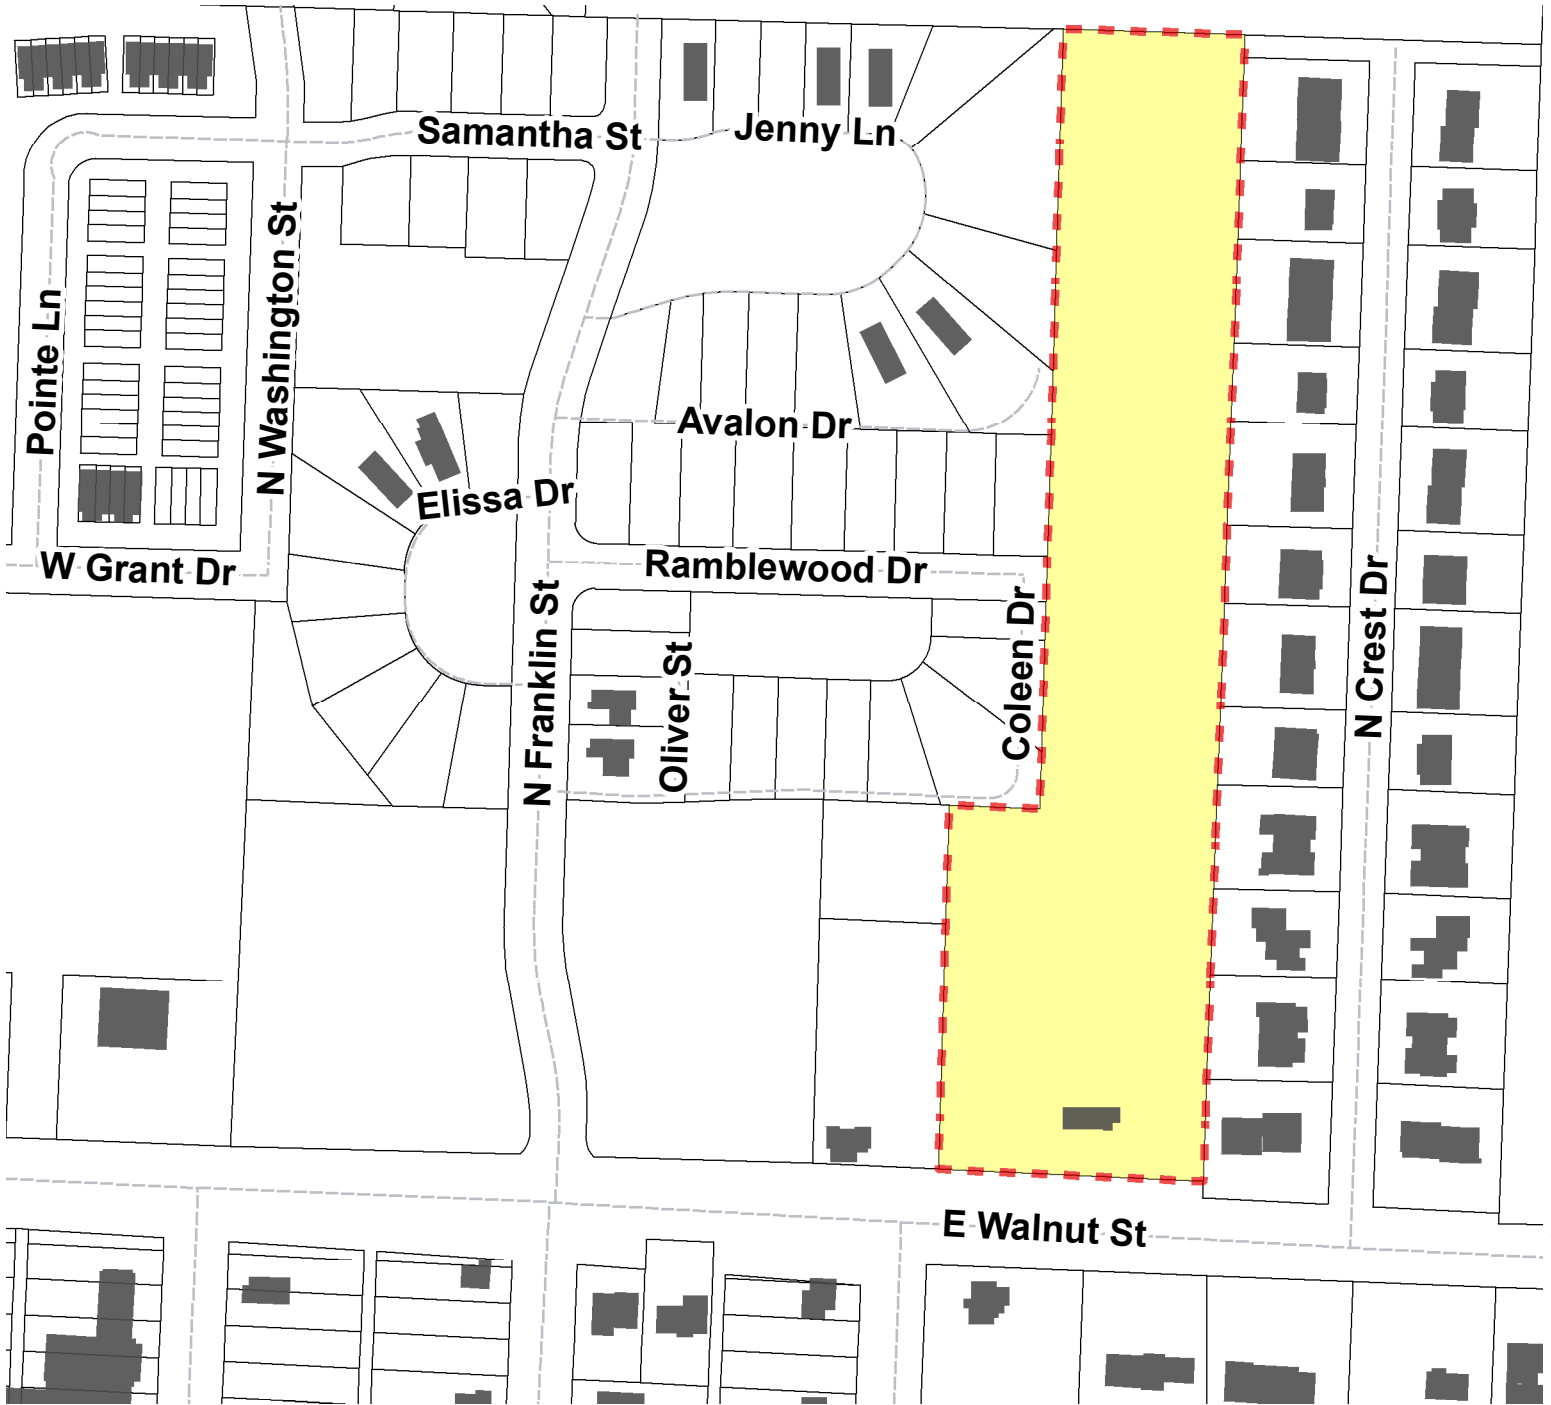 Samantha St
Jenny Ln
N Washington St
Pointe Ln
Avalon Dr
Elissa Dr
W Grant Dr
Ramblewood Dr
N Franklin St
Oliver St
Coleen Dr
N Crest Dr
E Walnut St